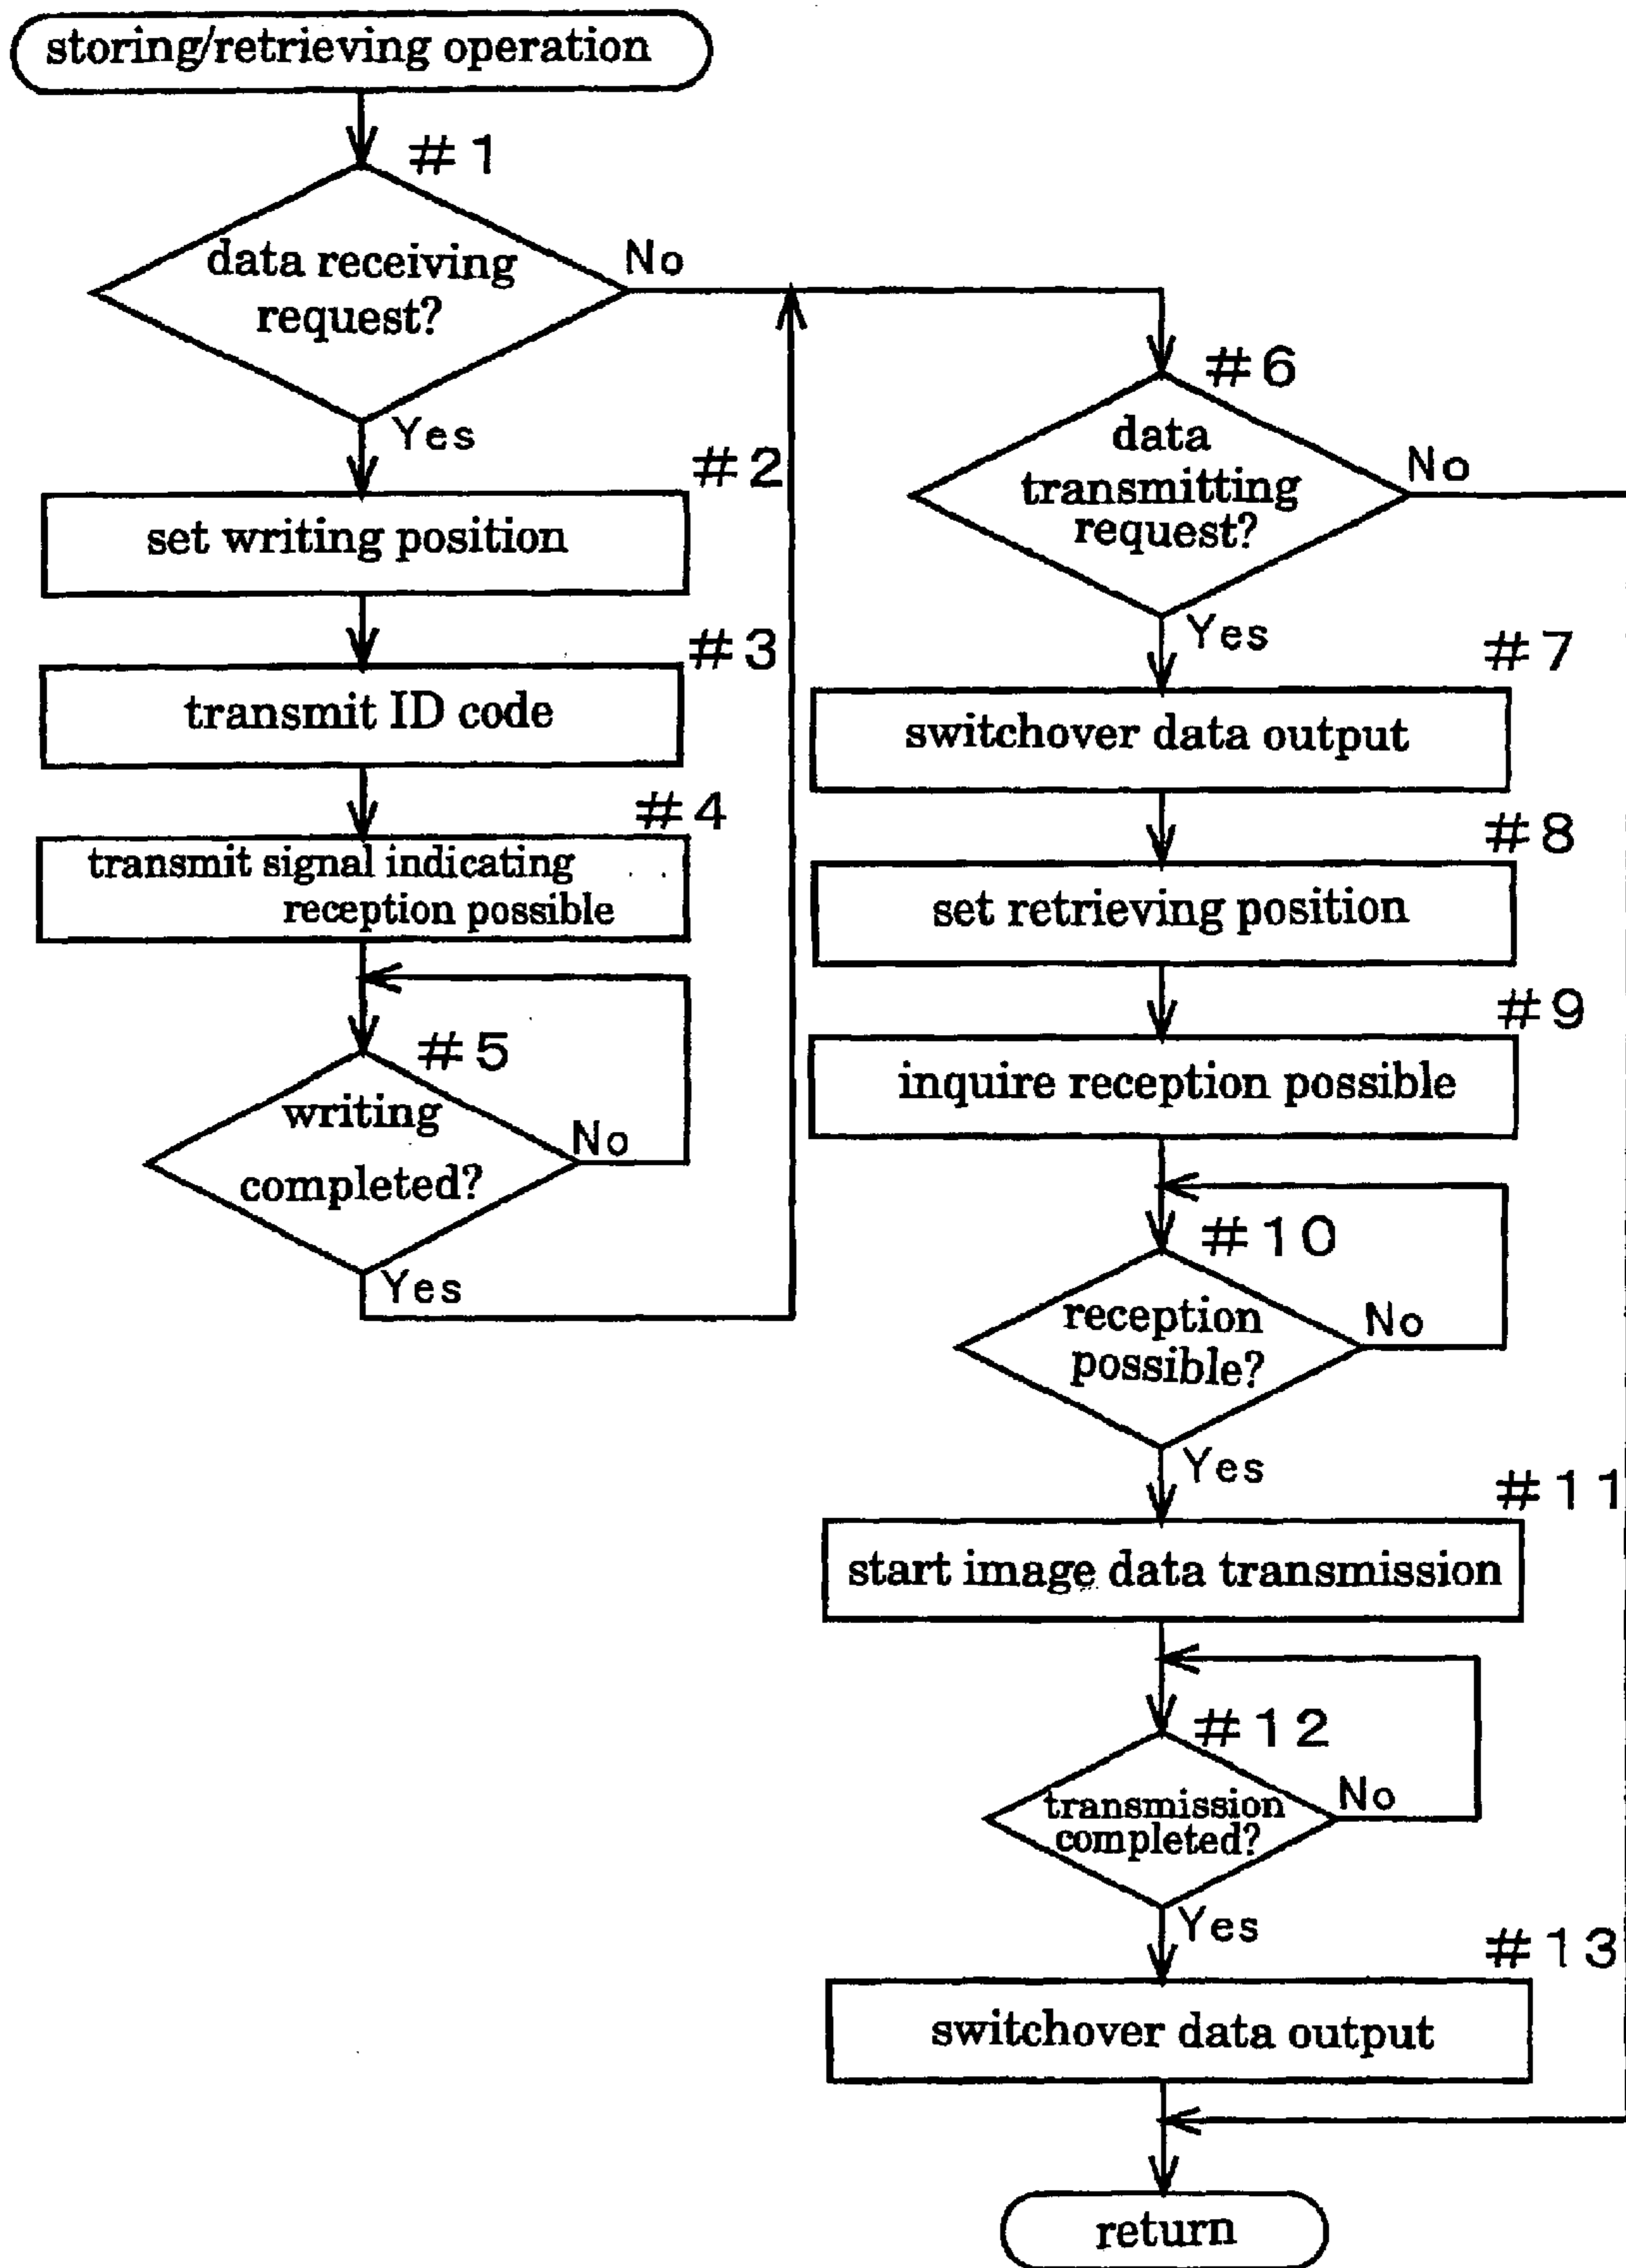 storing/retrieving operation
#1
data receiving
request?
No
Yes
#2
set writing position
#3
transmit ID code
#4
transmit signal indicating
reception possible
#5
writing
completed?
No
Yes
#6
data
transmitting
request?
No
Yes
#7
switchover data output
#8
set retrieving position
#9
inquire reception possible
#10
reception
possible?
No
Yes
#11
start image data transmission
#12
transmission
completed?
No
Yes
#13
switchover data output
return